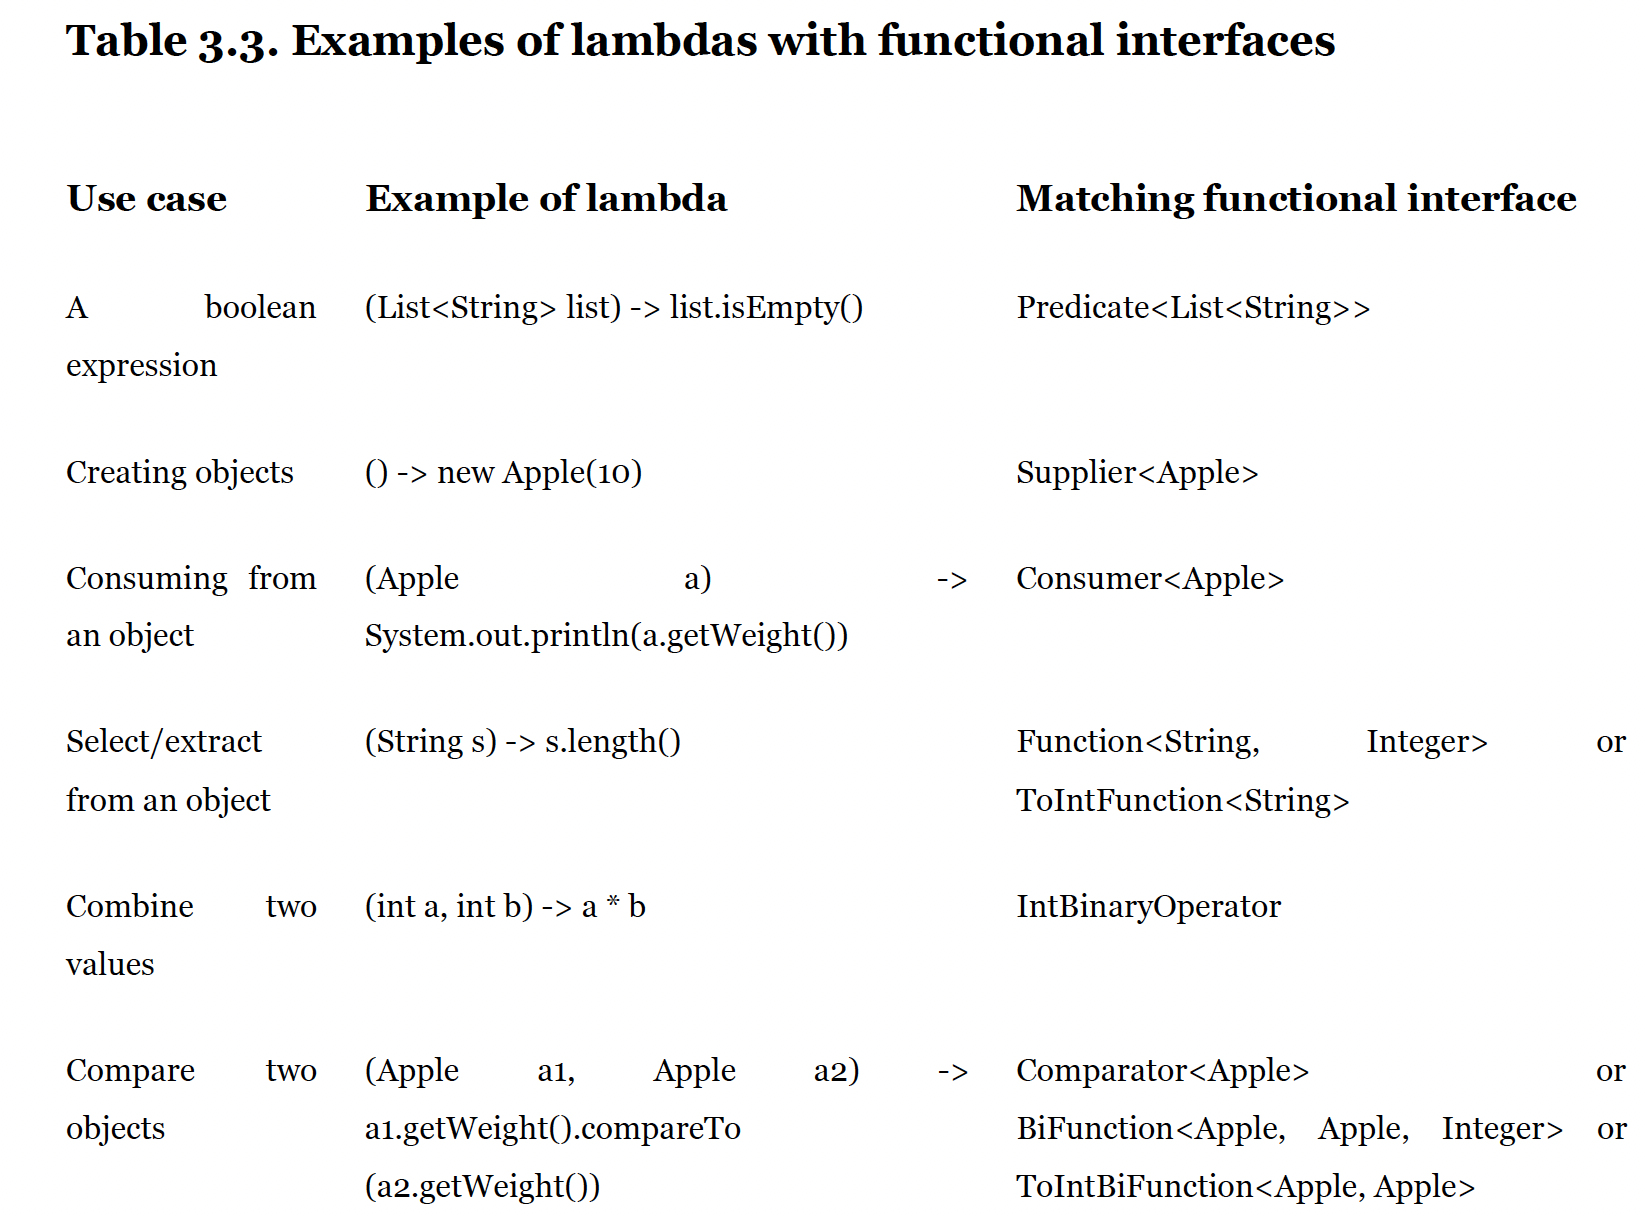 Table 3.3. Examples of lambdas with functional interfaces
Use case Example of lambda Matching functional interface
A boolean expression (List<String> list) -> list.isEmpty() Predicate<List<String>>
Creating objects () -> new Apple(10) Supplier<Apple>
Consuming from an object (Apple a) -> System.out.println(a.getWeight()) Consumer<Apple>
Select/extract from an object (String s) -> s.length() Function<String, Integer> or ToIntFunction<String>
Combine two values (int a, int b) -> a * b IntBinaryOperator
Compare two objects (Apple a1, Apple a2) -> a1.getWeight().compareTo (a2.getWeight()) Comparator<Apple> or BiFunction<Apple, Apple, Integer> or ToIntBiFunction<Apple, Apple>